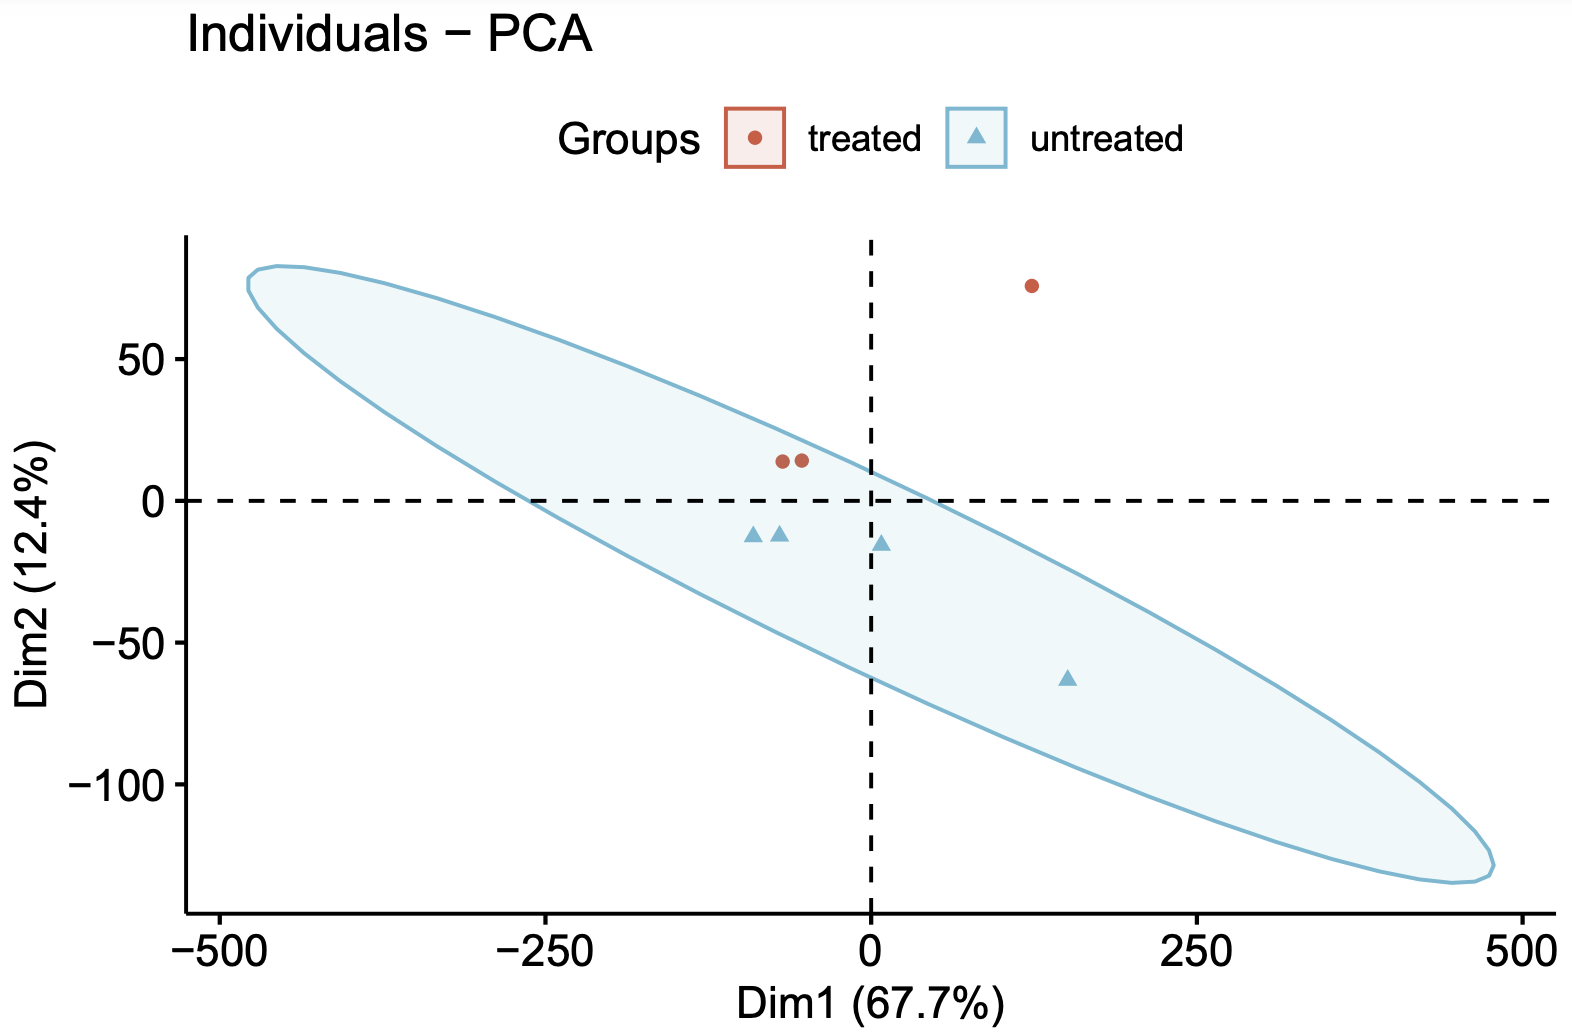 Individuals − PCA
Groups treated untreated
50
0
−50
−100
Dim2 (12.4%)
−500 −250 0 250 500
Dim1 (67.7%)